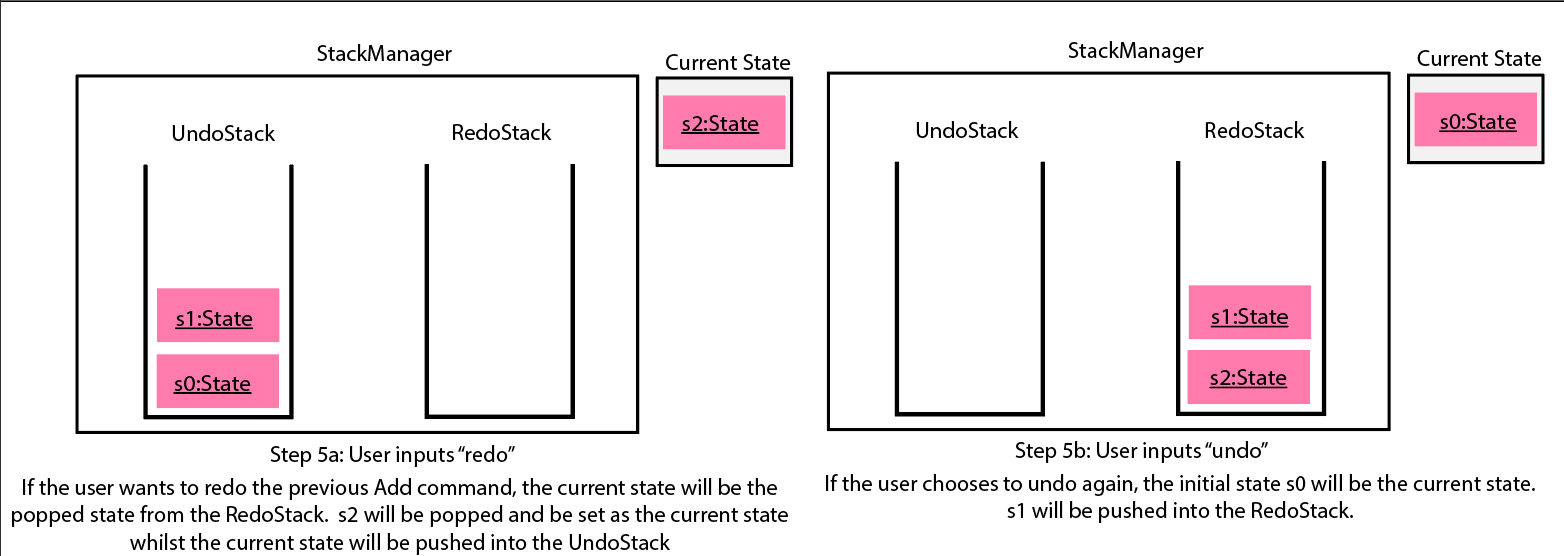 StackManager
Current State
s2:State
UndoStack
RedoStack
s1:State
s0:State
Step 5a: User inputs “redo”
If the user wants to redo the previous Add command, the current state will be the
popped state from the RedoStack.  s2 will be popped and be set as the current state
whilst the current state will be pushed into the UndoStack
StackManager
Current State
s0:State
UndoStack
RedoStack
s1:State
s2:State
Step 5b: User inputs “undo”
If the user chooses to undo again, the initial state s0 will be the current state.
s1 will be pushed into the RedoStack.